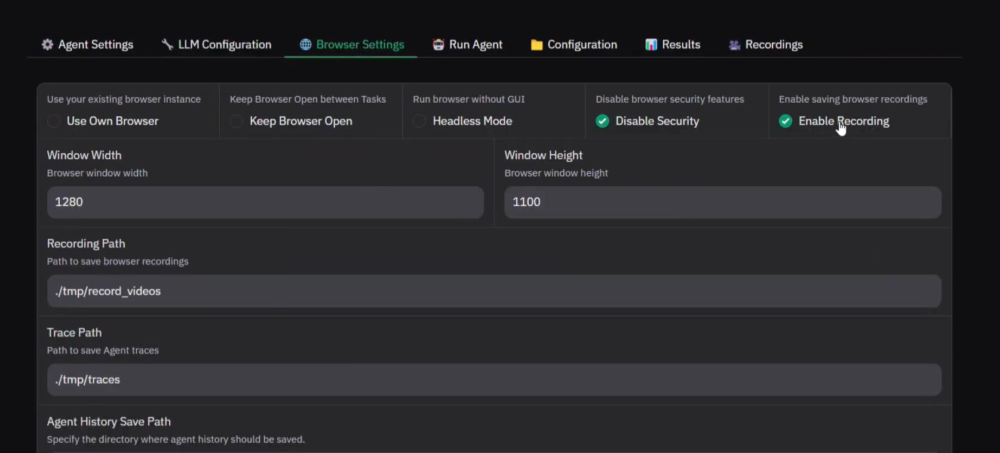 Agent Settings LLM Configuration Browser Settings Run Agent Configuration Results Recordings
Use your existing browser instance Keep Browser Open between Tasks Run browser without GUI Disable browser security features Enable saving browser recordings
Use Own Browser Keep Browser Open Headless Mode Disable Security Enable Recording
Window Width Window Height
Browser window width Browser window height
1280 1100
Recording Path
Path to save browser recordings
./tmp/record_videos
Trace Path
Path to save Agent traces
./tmp/traces
Agent History Save Path
Specify the directory where agent history should be saved.